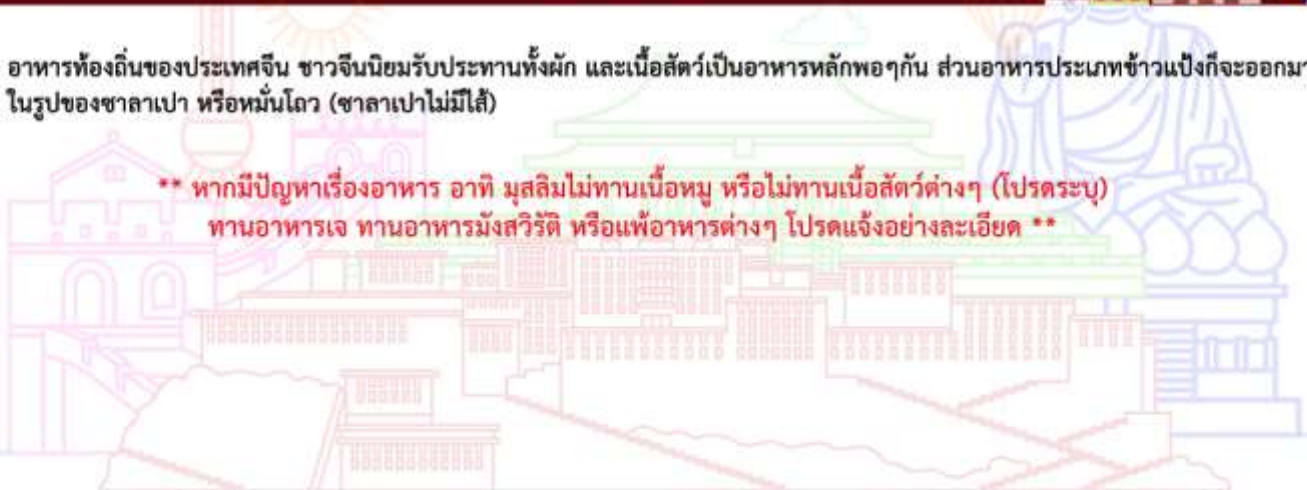 อาหารท้องถิ่นของประเทศจีน ชาวจีนนิยมรับประทานทั้งผัก และเนื้อสัตว์เป็นอาหารหลักพอๆกัน ส่วนอาหารประเภทข้าวแป้งก็จะออกมา
ในรูปของซาลาเปา หรือหมั่นโถว (ซาลาเปาไม่มีไส้)
** หากมีปัญหาเรื่องอาหาร อาทิ มุสลิมไม่ทานเนื้อหมู หรือไม่ทานเนื้อสัตว์ต่างๆ (โปรดระบุ)
ทานอาหารเจ ทานอาหารมังสวิรัติ หรือแพ้อาหารต่างๆ โปรดแจ้งอย่างละเอียด **